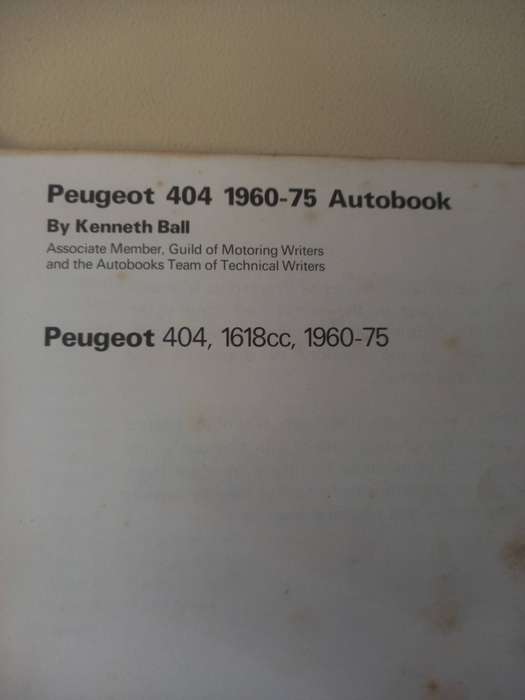 Peugeot 404 1960-75 Autobook
By Kenneth Ball
Associate Member, Guild of Motoring Writers
and the Autobooks Team of Technical Writers
Peugeot 404, 1618cc, 1960-75